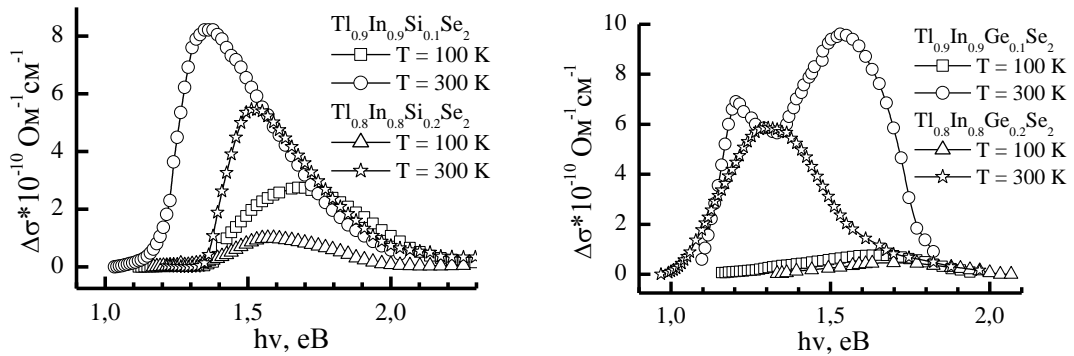 Tl0.9In0.9Si0.1Se2
T = 100 K
T = 300 K
Tl0.8In0.8Si0.2Se2
T = 100 K
T = 300 K
Δσ*10⁻¹⁰ Ом⁻¹см⁻¹
8
6
4
2
0
1,0 1,5 2,0
hν, еВ
Tl0.9In0.9Ge0.1Se2
T = 100 K
T = 300 K
Tl0.8In0.8Ge0.2Se2
T = 100 K
T = 300 K
Δσ*10⁻¹⁰ Ом⁻¹см⁻¹
10
8
6
4
2
0
1,0 1,5 2,0
hν, еВ